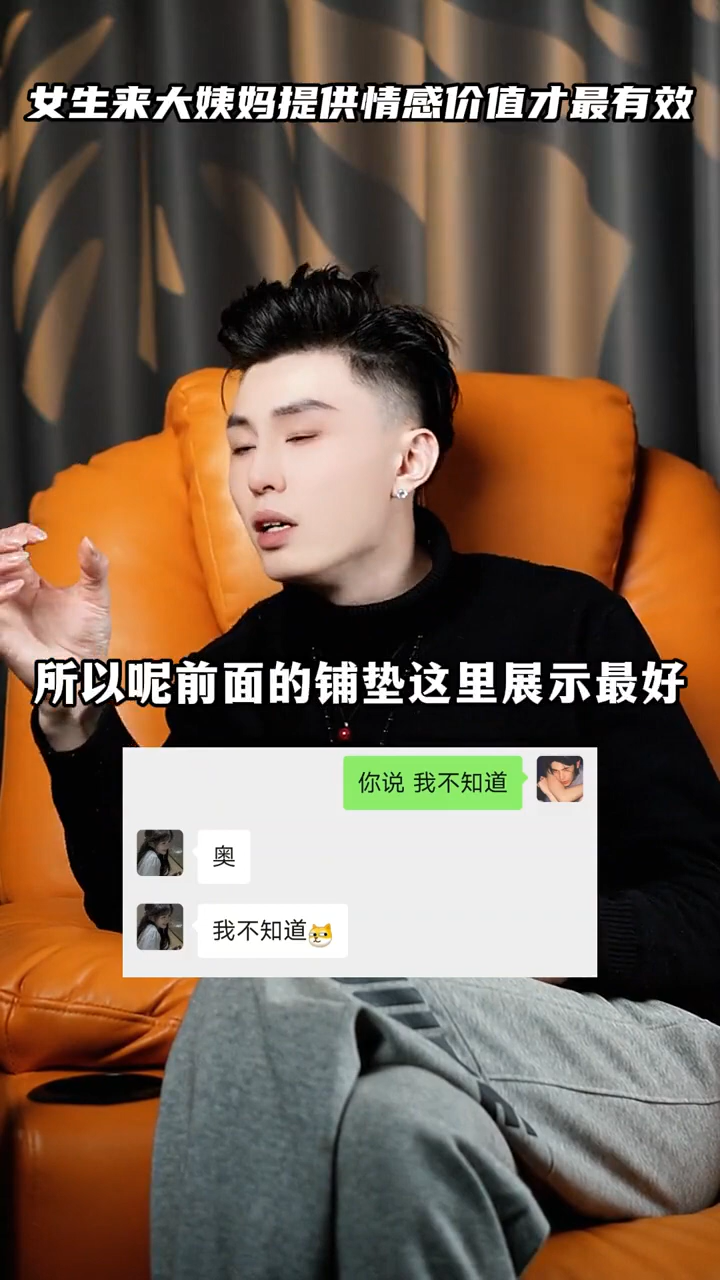 女生来大姨妈提供情感价值才最有效
所以呢前面的铺垫这里展示最好
你说 我不知道
奥
我不知道